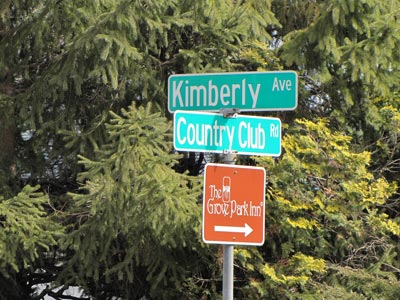 Kimberly Ave
Country Club Rd
The
Grove Park Inn